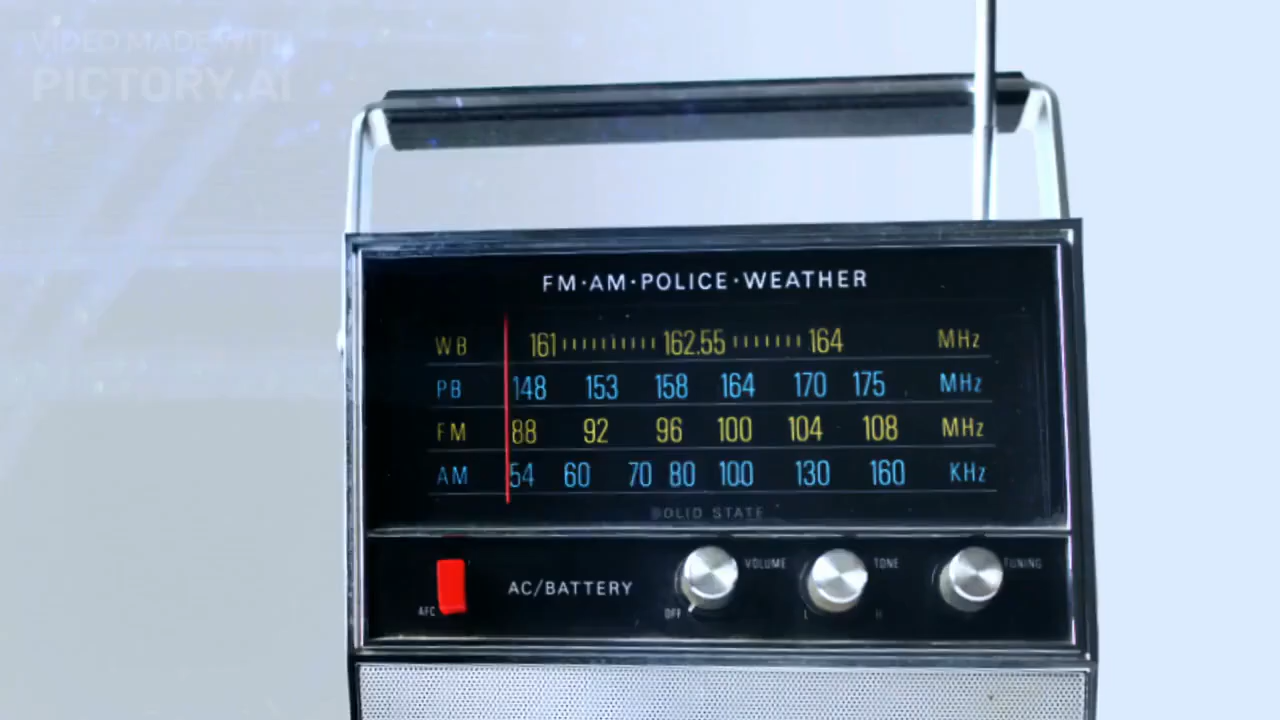 VIDEO MADE WITH
PICTORY.AI
FM·AM·POLICE·WEATHER
WB 161 162.55 164 MHz
PB 148 153 158 164 170 175 MHz
FM 88 92 96 100 104 108 MHz
AM 54 60 70 80 100 130 160 KHz
SOLID STATE
AFC AC/BATTERY OFF VOLUME L TONE H TUNING